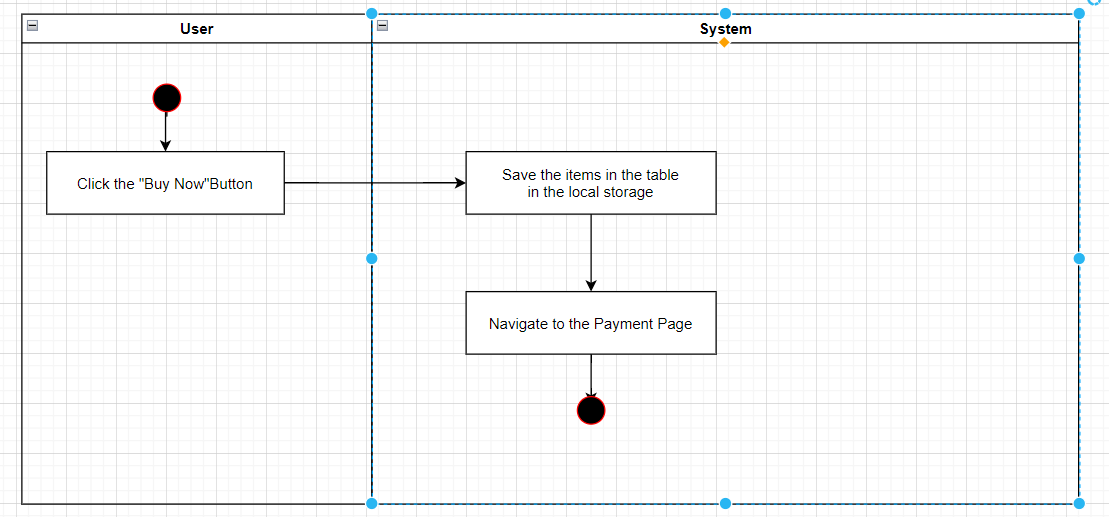 User
System
Click the "Buy Now"Button
Save the items in the table
in the local storage
Navigate to the Payment Page